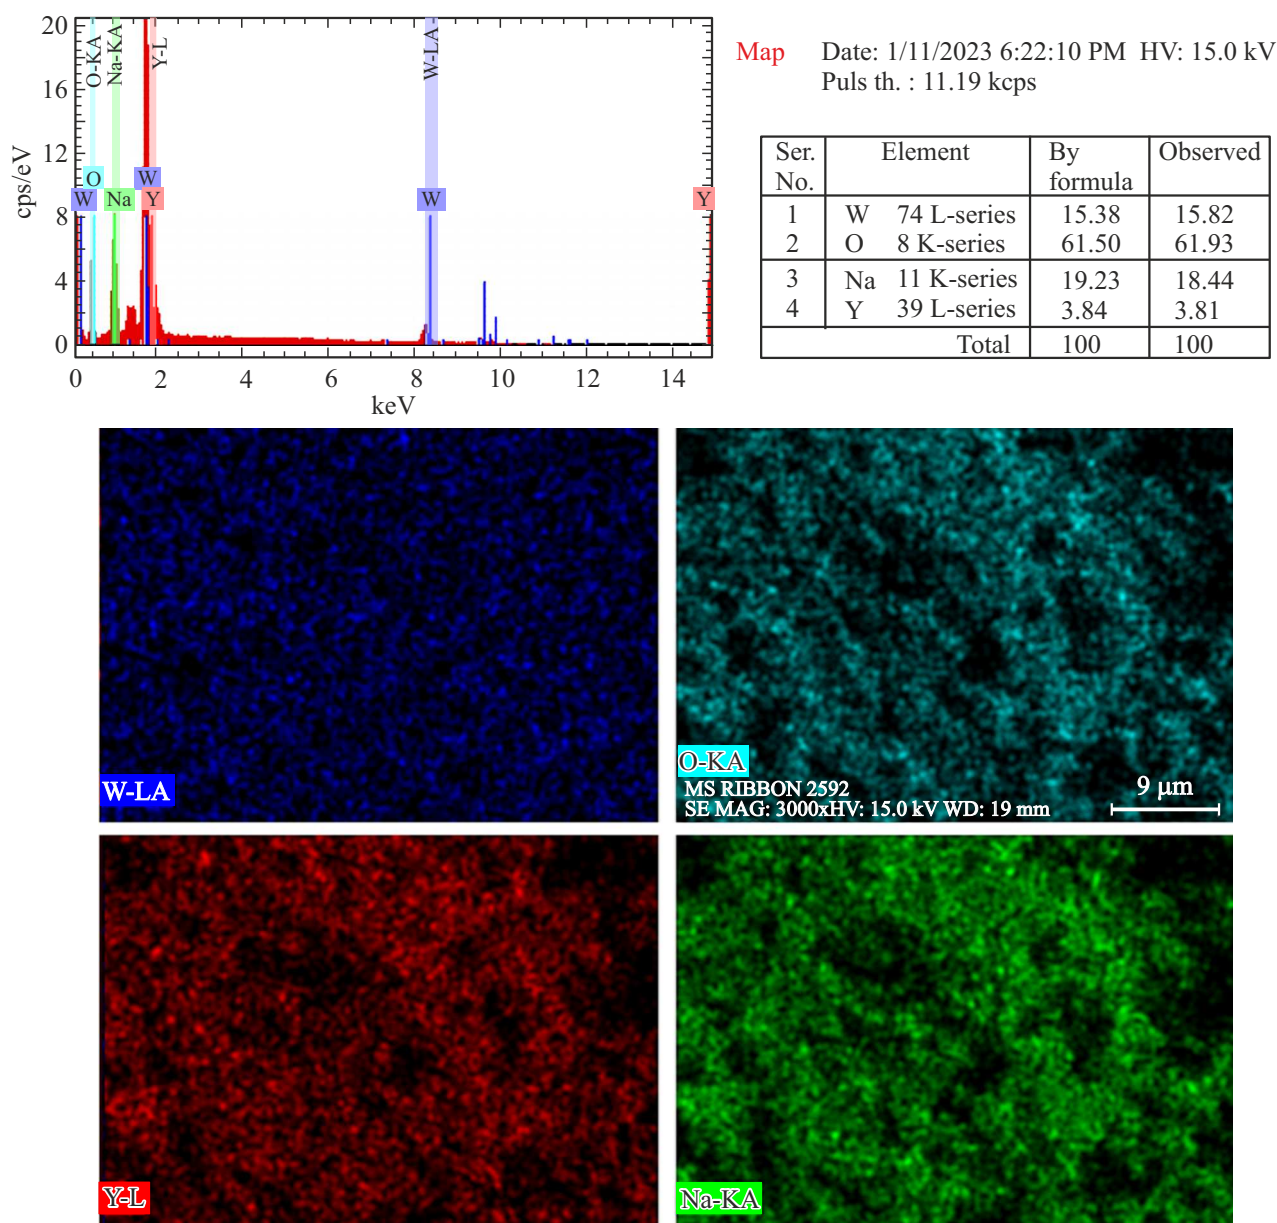 20
16
12
8
4
0
cps/eV
O-KA
Na-KA
Y-L
W-LA
O
W
W
Na
Y
W
Y
0 2 4 6 8 10 12 14
keV
Map Date: 1/11/2023 6:22:10 PM HV: 15.0 kV
Puls th. : 11.19 kcps
Ser. No. Element By formula Observed
1 W 74 L-series 15.38 15.82
2 O 8 K-series 61.50 61.93
3 Na 11 K-series 19.23 18.44
4 Y 39 L-series 3.84 3.81
Total 100 100
W-LA
O-KA
MS RIBBON 2592
SE MAG: 3000xHV: 15.0 kV WD: 19 mm
9 μm
Y-L
Na-KA